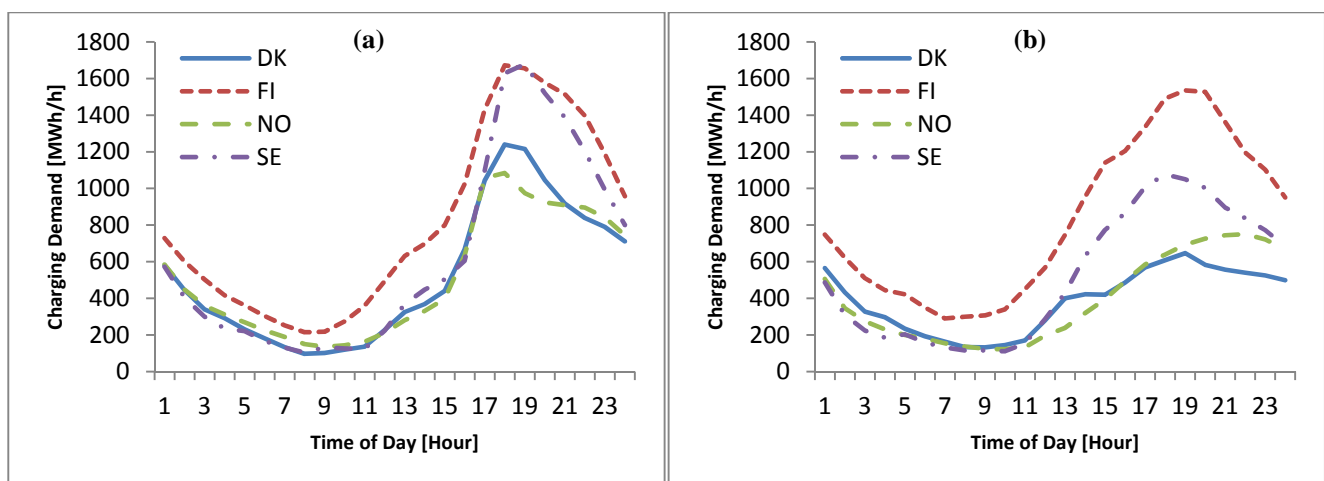 (a)
1800
1600
1400
1200
1000
800
600
400
200
0
Charging Demand [MWh/h]
DK
FI
NO
SE
1 3 5 7 9 11 13 15 17 19 21 23
Time of Day [Hour]
(b)
1800
1600
1400
1200
1000
800
600
400
200
0
Charging Demand [MWh/h]
DK
FI
NO
SE
1 3 5 7 9 11 13 15 17 19 21 23
Time of Day [Hour]